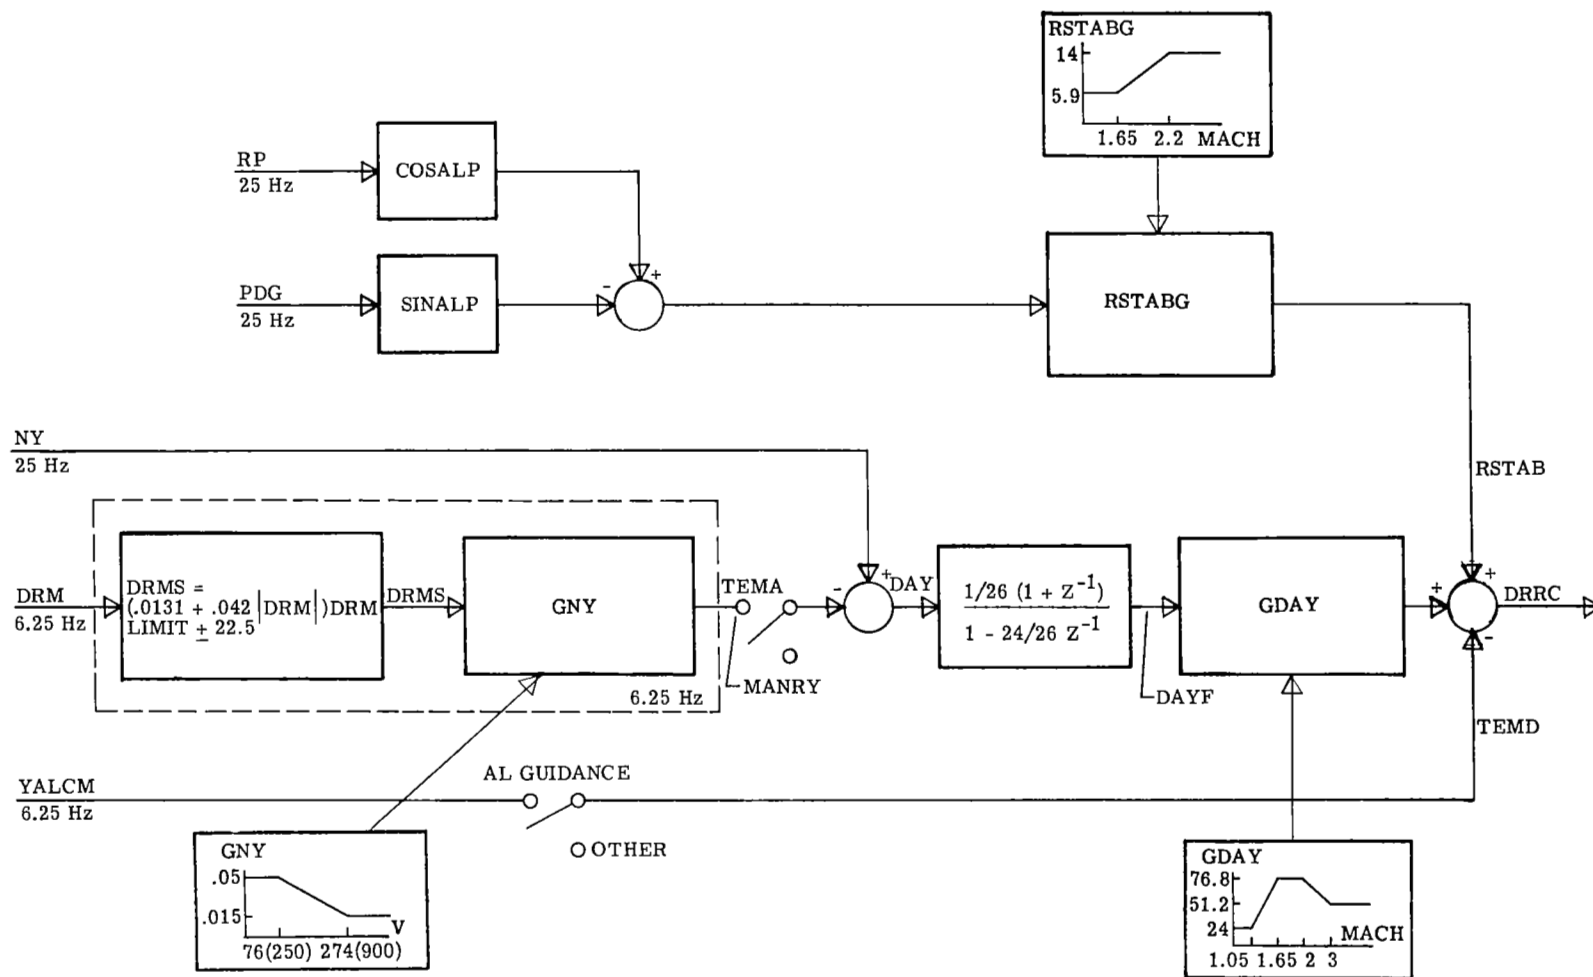 RSTABG
14
5.9
1.65 2.2 MACH
RP
25 Hz
COSALP
+
PDG
25 Hz
SINALP
-
RSTABG
NY
25 Hz
RSTAB
DRM
6.25 Hz
DRMS =
(.0131 + .042 |DRM|)DRM
LIMIT ± 22.5
DRMS
GNY
6.25 Hz
TEMA
MANRY
-
+
DAY
1/26 (1 + Z⁻¹)
1 - 24/26 Z⁻¹
DAYF
GDAY
+
+
-
DRRC
TEMD
YALCM
6.25 Hz
AL GUIDANCE
OTHER
GNY
.05
.015
V
76(250) 274(900)
GDAY
76.8
51.2
24
MACH
1.05 1.65 2 3